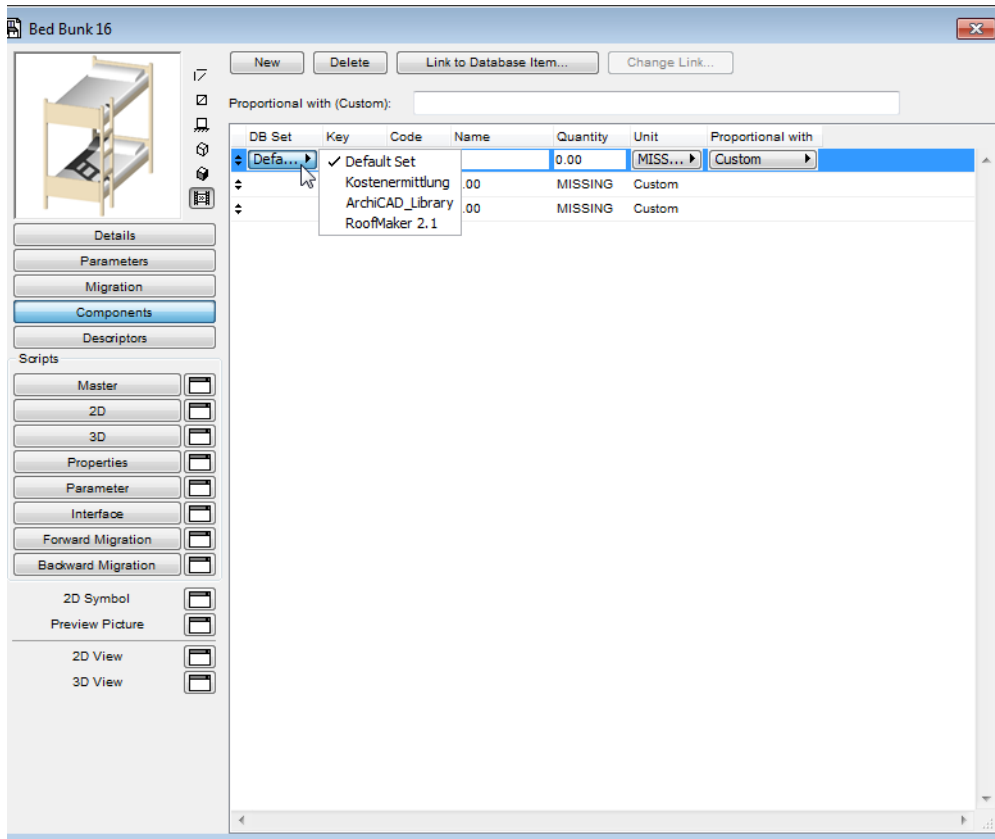 Bed Bunk 16
New Delete Link to Database Item... Change Link...
Proportional with (Custom):
DB Set Key Code Name Quantity Unit Proportional with
Defa... 0.00 MISS... Custom
✓ Default Set
Kostenermittlung
ArchiCAD_Library
RoofMaker 2.1
.00 MISSING Custom
.00 MISSING Custom
Details
Parameters
Migration
Components
Descriptors
Scripts
Master
2D
3D
Properties
Parameter
Interface
Forward Migration
Backward Migration
2D Symbol
Preview Picture
2D View
3D View